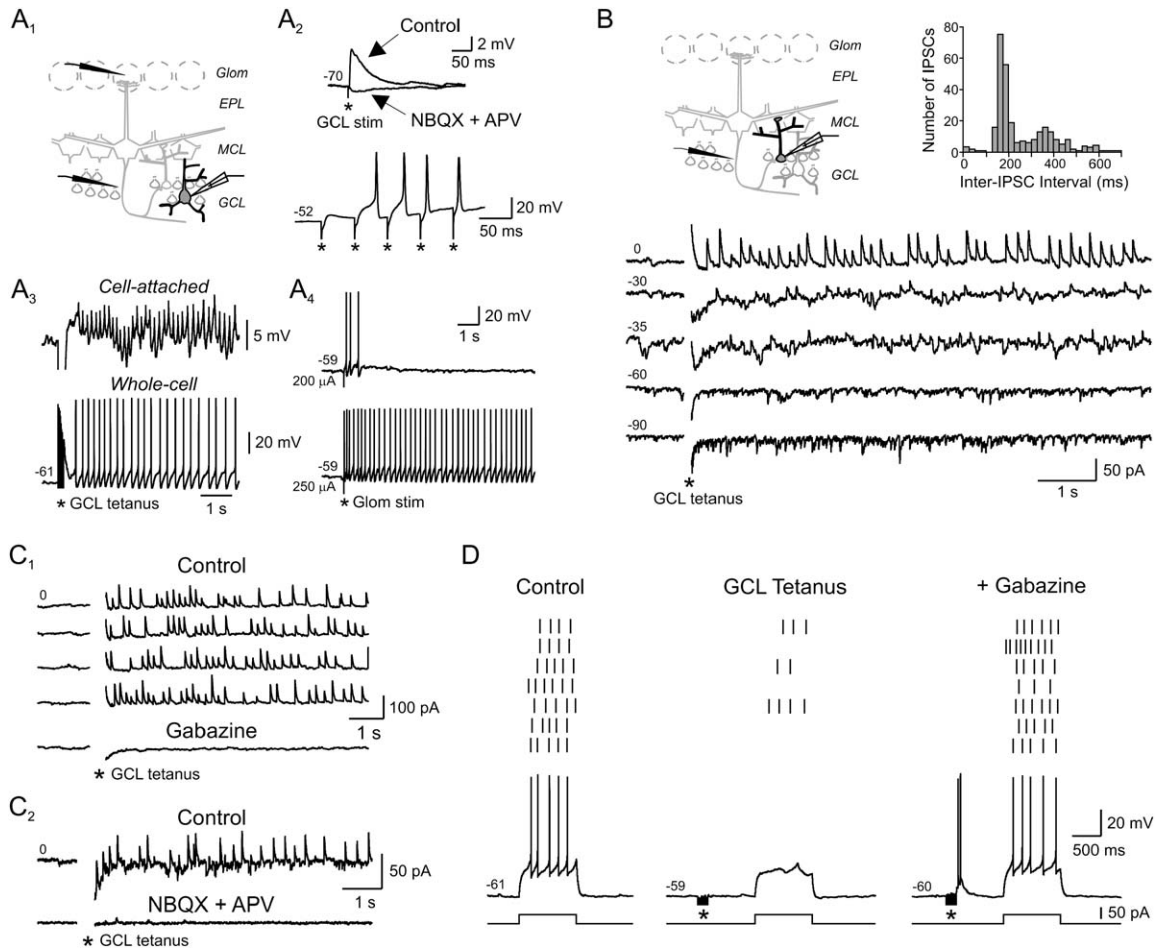 A1
Glom
EPL
MCL
GCL
A2
Control
2 mV
50 ms
-70
*
GCL stim
NBQX + APV
-52
20 mV
50 ms
* * * * *
A3
Cell-attached
5 mV
Whole-cell
20 mV
-61
* GCL tetanus
1 s
A4
20 mV
1 s
-59
200 µA
-59
250 µA
* Glom stim
B
Glom
EPL
MCL
GCL
Number of IPSCs
80
40
0
0 200 400 600
Inter-IPSC Interval (ms)
0
-30
-35
-60
-90
*
GCL tetanus
50 pA
1 s
C1
Control
0
100 pA
1 s
Gabazine
* GCL tetanus
C2
Control
0
50 pA
1 s
NBQX + APV
* GCL tetanus
D
Control
GCL Tetanus
+ Gabazine
20 mV
500 ms
-61
-59
-60
*
*
50 pA